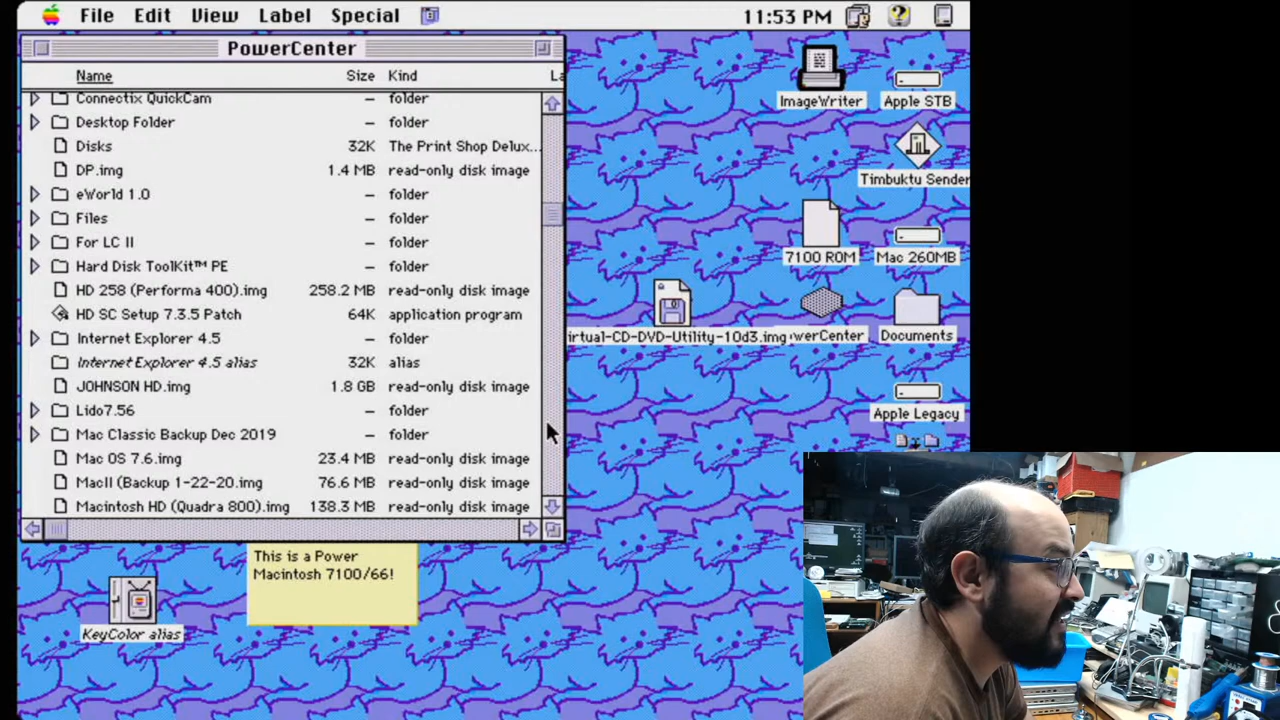 File Edit View Label Special
11:53 PM
PowerCenter
Name Size Kind La
Connectix QuickCam – folder
Desktop Folder – folder
Disks 32K The Print Shop Delux...
DP.img 1.4 MB read-only disk image
eWorld 1.0 – folder
Files – folder
For LC II – folder
Hard Disk ToolKit™ PE – folder
HD 258 (Performa 400).img 258.2 MB read-only disk image
HD SC Setup 7.3.5 Patch 64K application program
Internet Explorer 4.5 – folder
Internet Explorer 4.5 alias 32K alias
JOHNSON HD.img 1.8 GB read-only disk image
Lido7.56 – folder
Mac Classic Backup Dec 2019 – folder
Mac OS 7.6.img 23.4 MB read-only disk image
MacII (Backup 1-22-20.img 76.6 MB read-only disk image
Macintosh HD (Quadra 800).img 138.3 MB read-only disk image
ImageWriter
Apple STB
Timbuktu Sender
7100 ROM
Mac 260MB
irtual-CD-DVD-Utility-10d3.img
werCenter
Documents
Apple Legacy
This is a Power
Macintosh 7100/66!
KeyColor alias